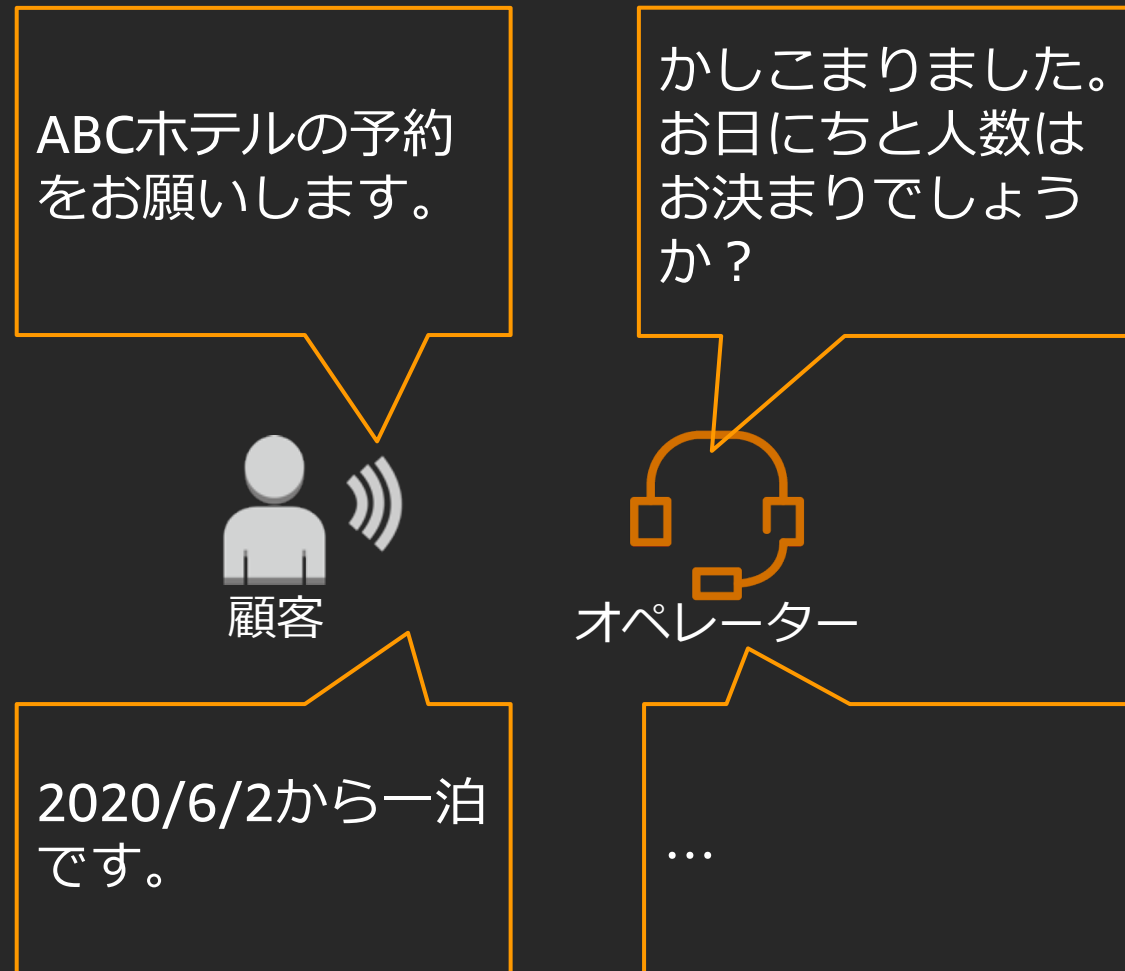 ABCホテルの予約
をお願いします。
かしこまりました。
お日にちと人数は
お決まりでしょう
か？
顧客
オペレーター
2020/6/2から一泊
です。
…